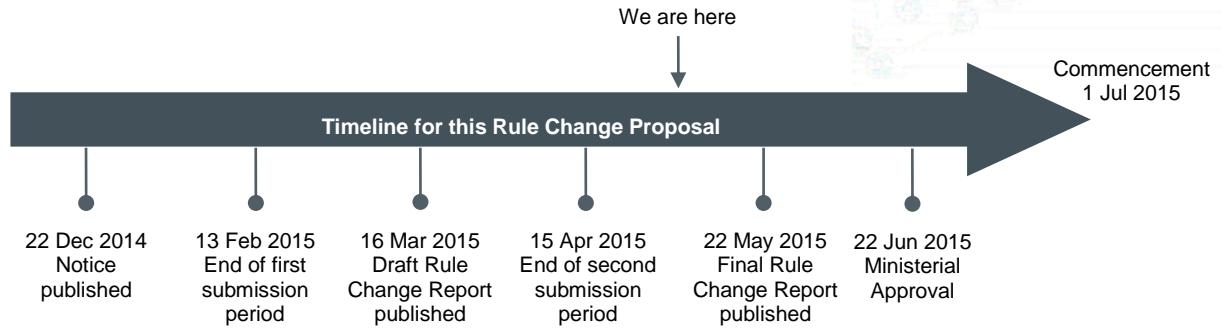 We are here
Commencement
1 Jul 2015
Timeline for this Rule Change Proposal
22 Dec 2014
Notice
published
13 Feb 2015
End of first
submission
period
16 Mar 2015
Draft Rule
Change Report
published
15 Apr 2015
End of second
submission
period
22 May 2015
Final Rule
Change Report
published
22 Jun 2015
Ministerial
Approval